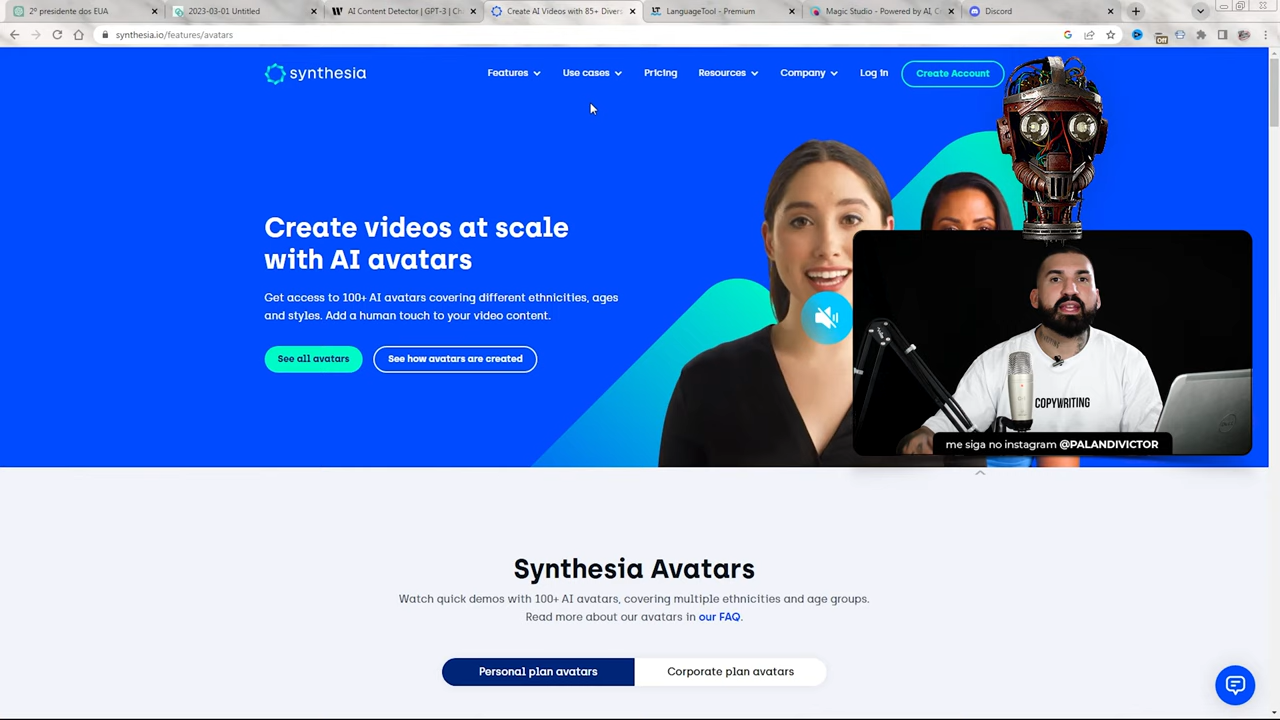 2º presidente dos EUA
2023-03-01 Untitled
AI Content Detector | GPT-3 | Ch
Create AI Videos with 85+ Divers
LanguageTool - Premium
Magic Studio - Powered by AI, C
Discord
synthesia.io/features/avatars
Off
synthesia
Features
Use cases
Pricing
Resources
Company
Log in
Create Account
Create videos at scale
with AI avatars
Get access to 100+ AI avatars covering different ethnicities, ages
and styles. Add a human touch to your video content.
See all avatars
See how avatars are created
COPYWRITING
me siga no instagram @PALANDIVICTOR
Synthesia Avatars
Watch quick demos with 100+ AI avatars, covering multiple ethnicities and age groups.
Read more about our avatars in our FAQ.
Personal plan avatars
Corporate plan avatars